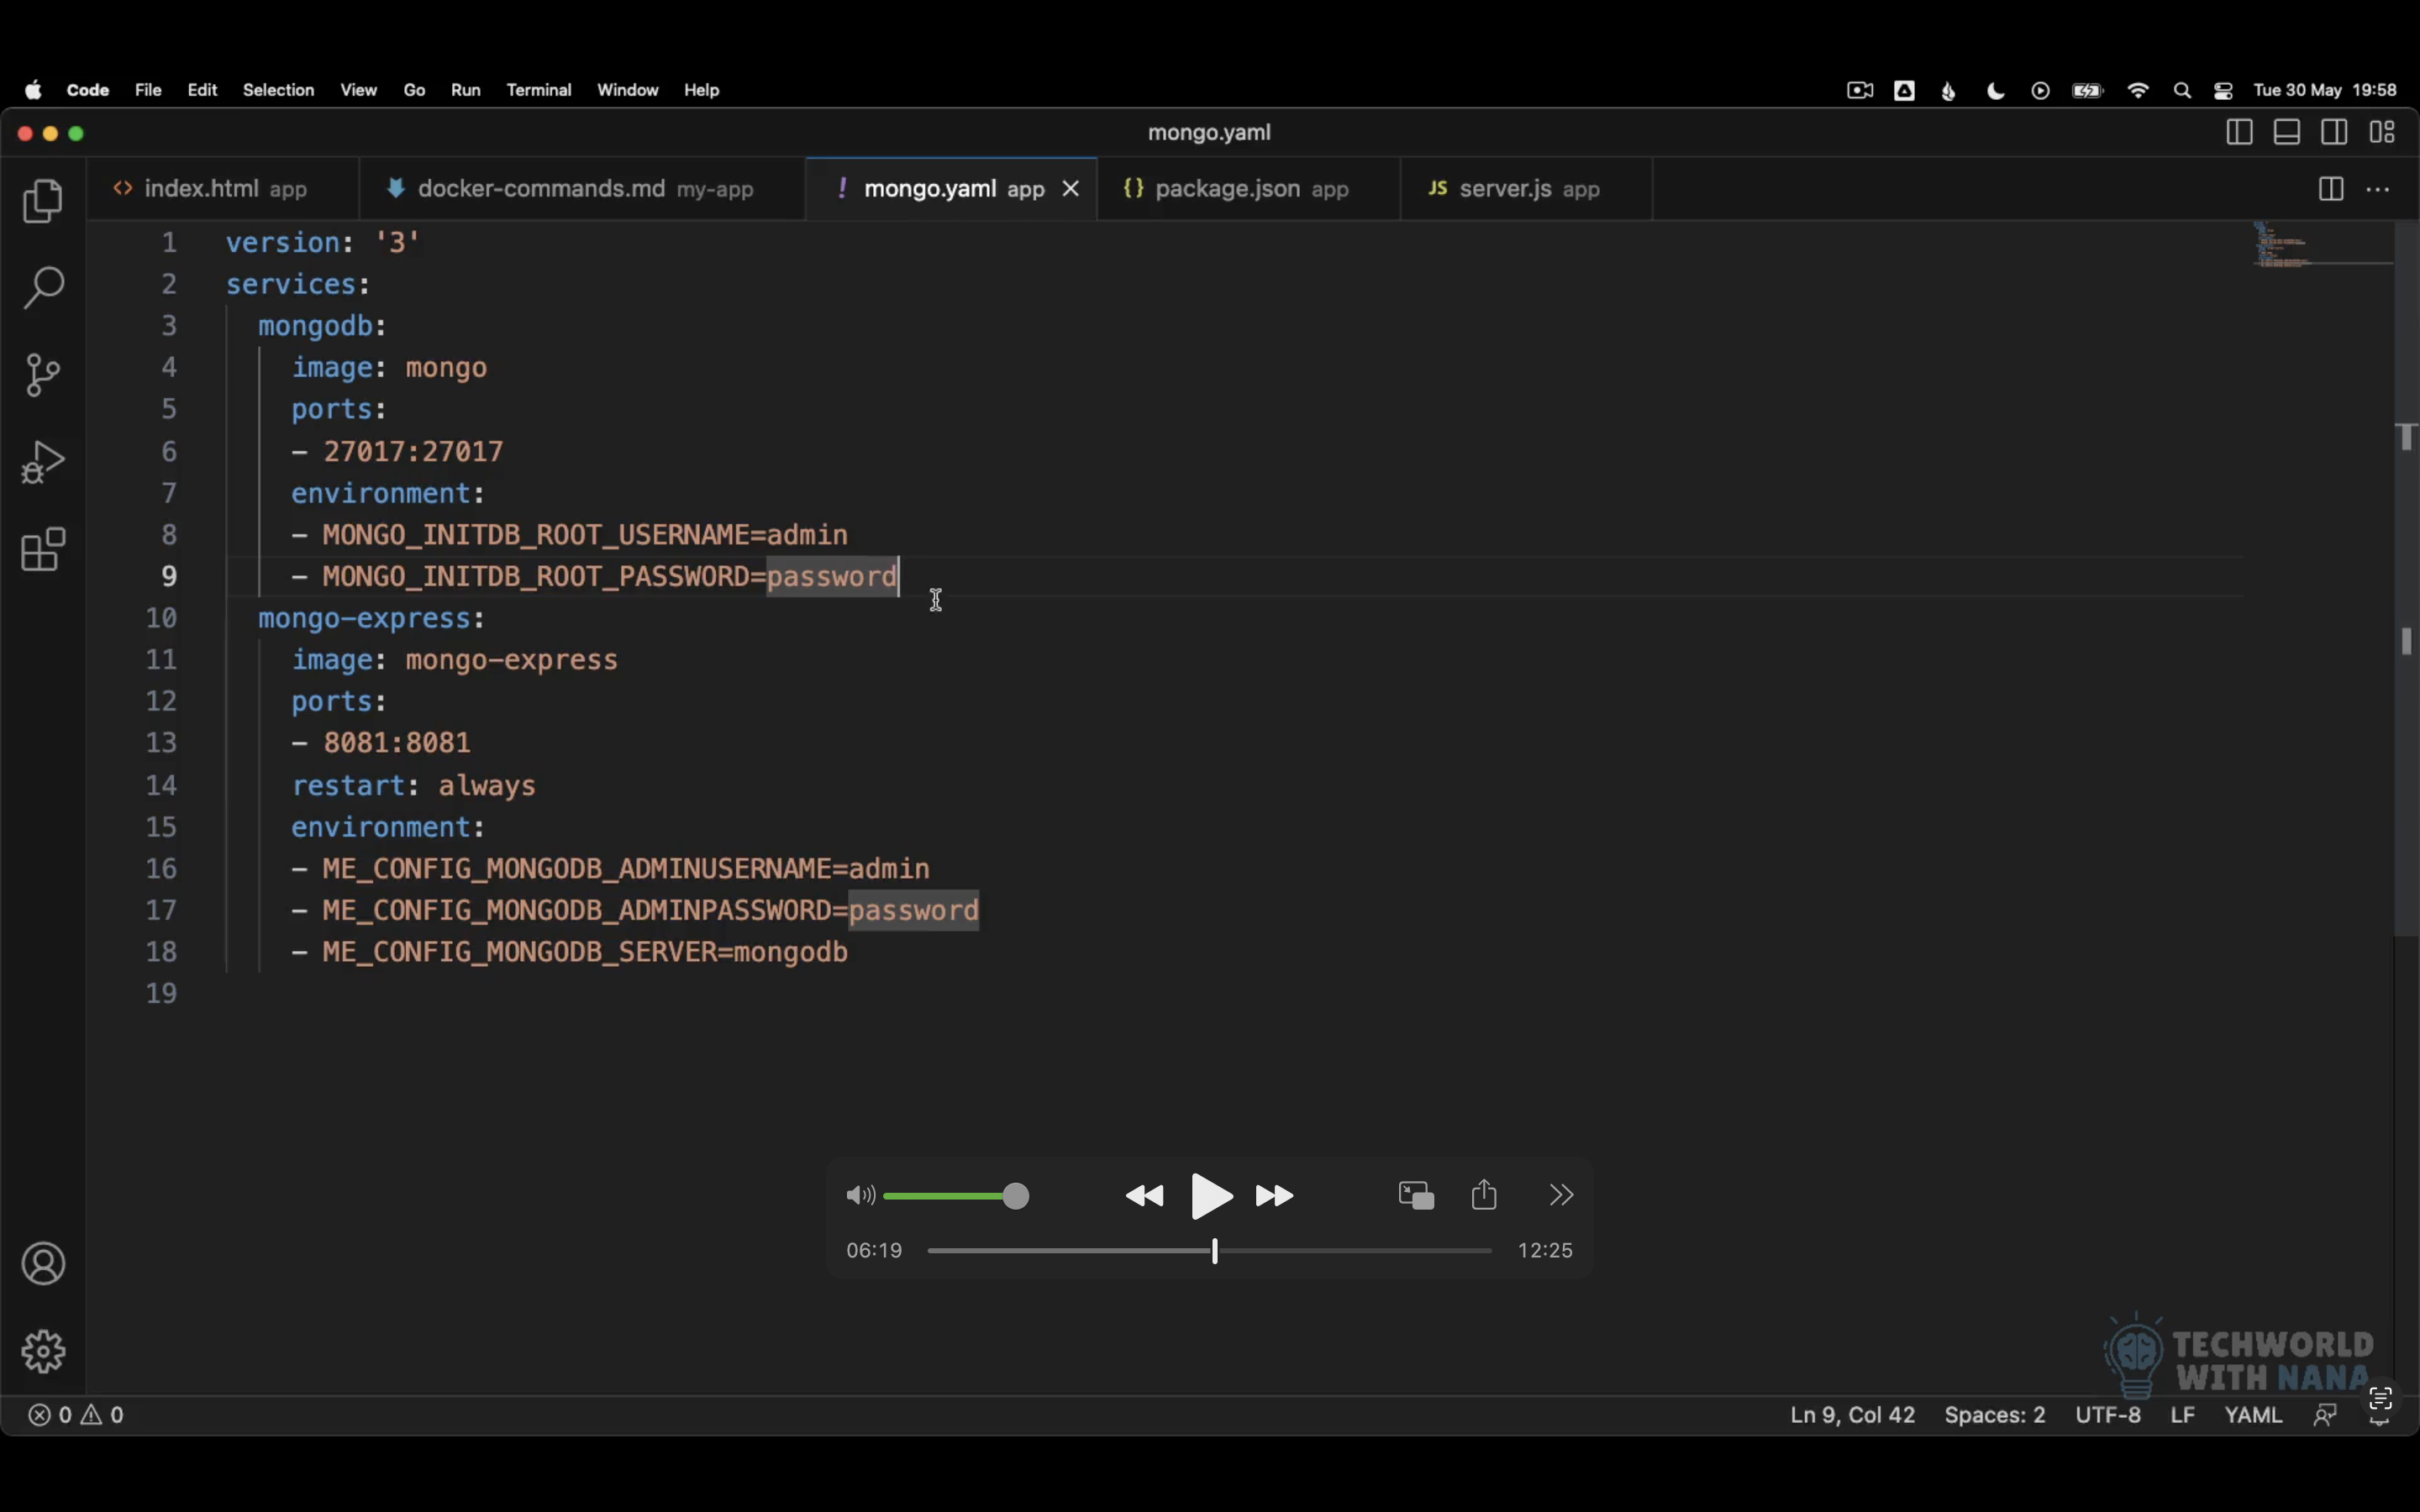 Code File Edit Selection View Go Run Terminal Window Help Tue 30 May 19:58
mongo.yaml
<> index.html app docker-commands.md my-app ! mongo.yaml app {} package.json app JS server.js app
1 version: '3'
2 services:
3 mongodb:
4 image: mongo
5 ports:
6 - 27017:27017
7 environment:
8 - MONGO_INITDB_ROOT_USERNAME=admin
9 - MONGO_INITDB_ROOT_PASSWORD=password
10 mongo-express:
11 image: mongo-express
12 ports:
13 - 8081:8081
14 restart: always
15 environment:
16 - ME_CONFIG_MONGODB_ADMINUSERNAME=admin
17 - ME_CONFIG_MONGODB_ADMINPASSWORD=password
18 - ME_CONFIG_MONGODB_SERVER=mongodb
19
06:19 12:25
TECHWORLD
WITH NANA
0 0 Ln 9, Col 42 Spaces: 2 UTF-8 LF YAML